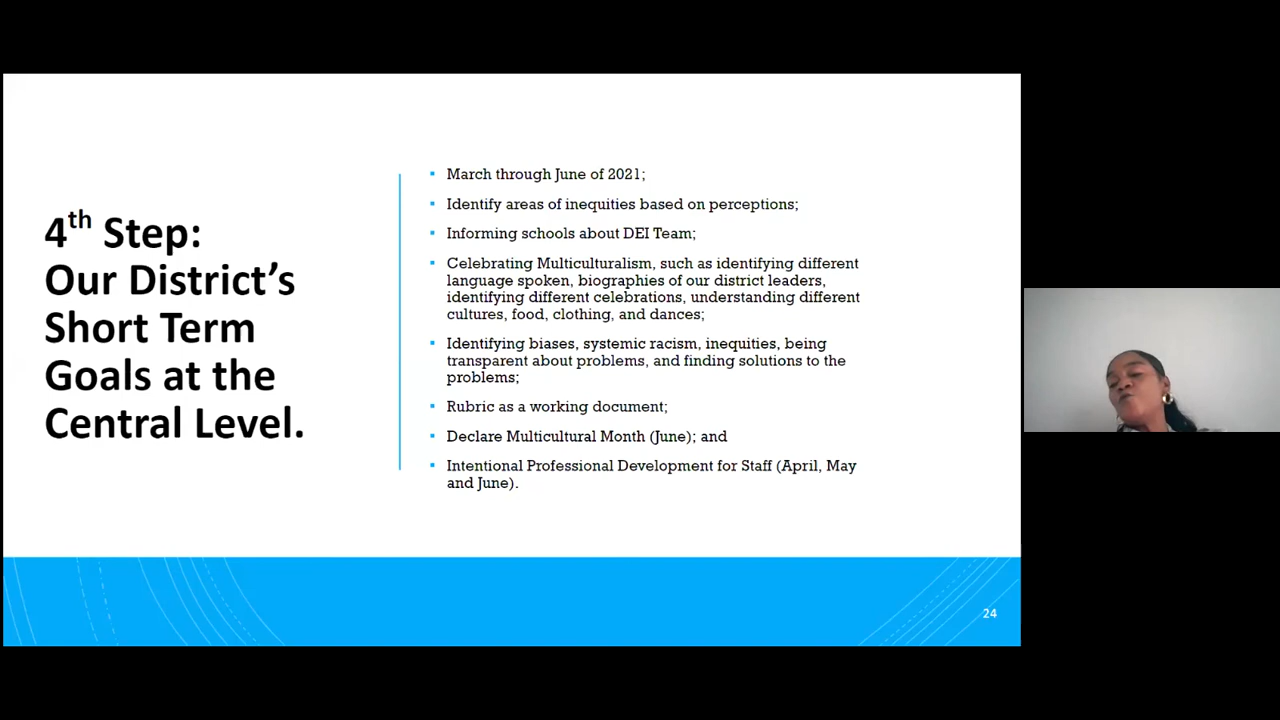 4th Step:
Our District's
Short Term
Goals at the
Central Level.
March through June of 2021;
Identify areas of inequities based on perceptions;
Informing schools about DEI Team;
Celebrating Multiculturalism, such as identifying different
language spoken, biographies of our district leaders,
identifying different celebrations, understanding different
cultures, food, clothing, and dances;
Identifying biases, systemic racism, inequities, being
transparent about problems, and finding solutions to the
problems;
Rubric as a working document;
Declare Multicultural Month (June); and
Intentional Professional Development for Staff (April, May
and June).
24